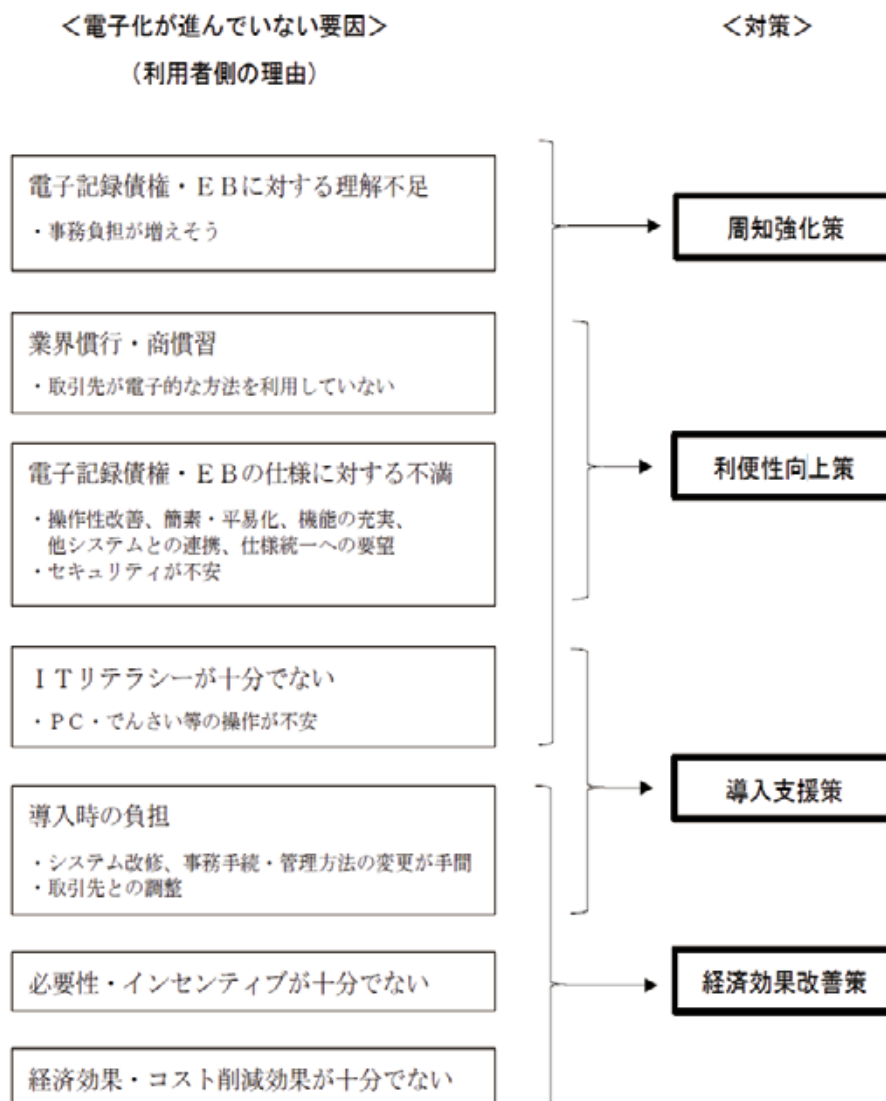 ＜電子化が進んでいない要因＞
（利用者側の理由）
＜対策＞
電子記録債権・ＥＢに対する理解不足
・事務負担が増えそう
周知強化策
業界慣行・商慣習
・取引先が電子的な方法を利用していない
電子記録債権・ＥＢの仕様に対する不満
・操作性改善、簡素・平易化、機能の充実、
他システムとの連携、仕様統一への要望
・セキュリティが不安
利便性向上策
ＩＴリテラシーが十分でない
・ＰＣ・でんさい等の操作が不安
導入時の負担
・システム改修、事務手続・管理方法の変更が手間
・取引先との調整
導入支援策
必要性・インセンティブが十分でない
経済効果改善策
経済効果・コスト削減効果が十分でない